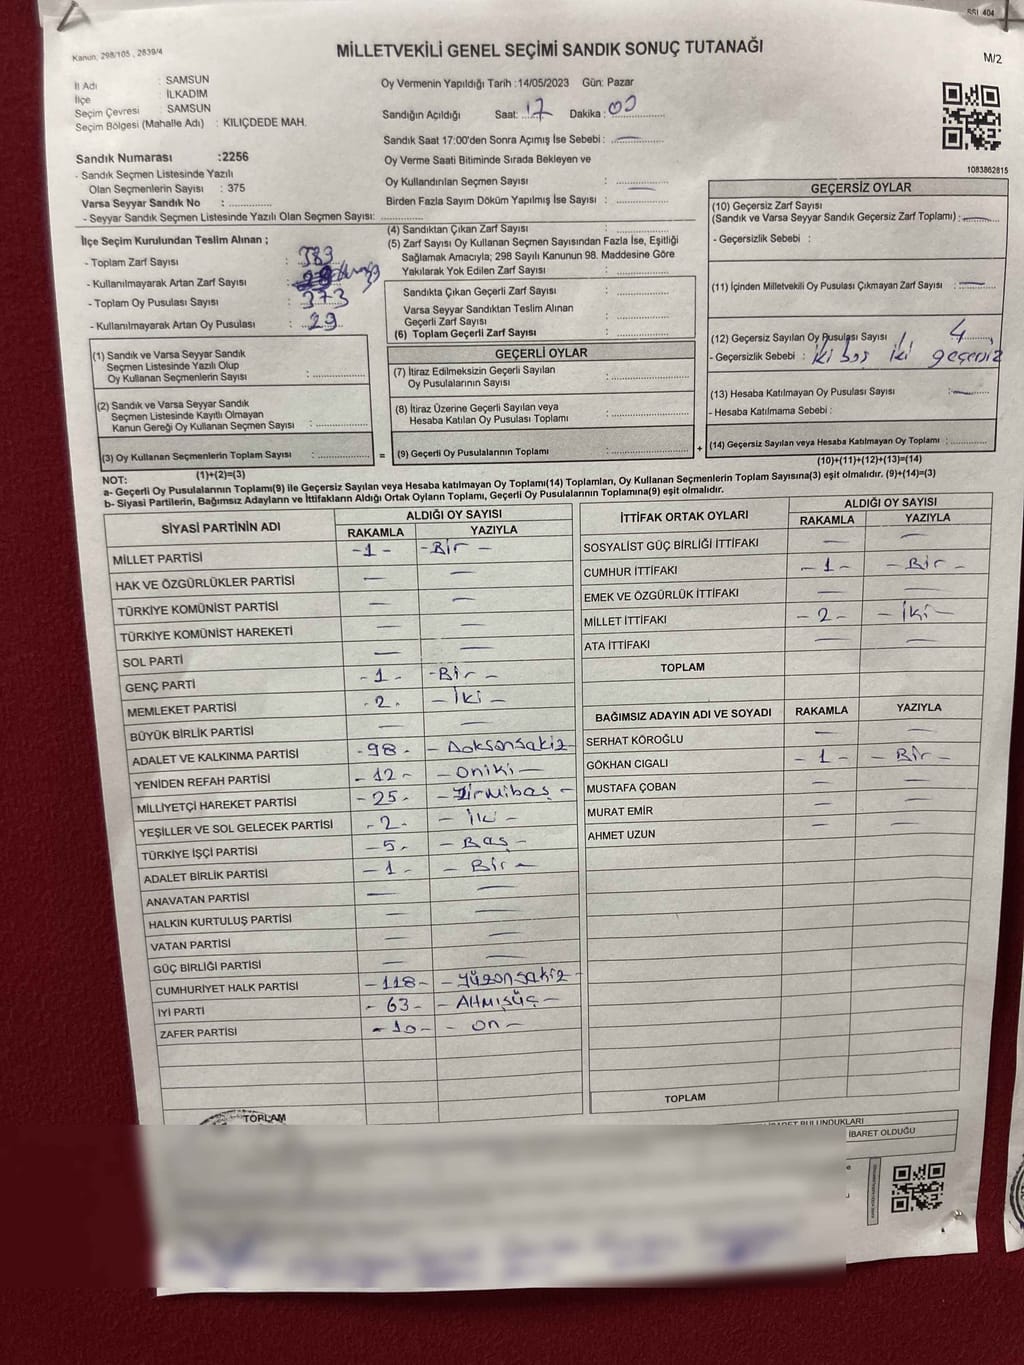 SSI 404
Kanun; 298/105 , 2839/4
MİLLETVEKİLİ GENEL SEÇİMİ SANDIK SONUÇ TUTANAĞI
M/2
İl Adı : SAMSUN
İlçe : İLKADIM
Seçim Çevresi : SAMSUN
Seçim Bölgesi (Mahalle Adı) : KILIÇDEDE MAH.
Sandık Numarası :2256
- Sandık Seçmen Listesinde Yazılı
Olan Seçmenlerin Sayısı : 375
Varsa Seyyar Sandık No : ............
- Seyyar Sandık Seçmen Listesinde Yazılı Olan Seçmen Sayısı: ............
Oy Vermenin Yapıldığı Tarih :14/05/2023 Gün: Pazar
Sandığın Açıldığı Saat: 17 Dakika: 00
Sandık Saat 17:00'den Sonra Açımış İse Sebebi : —
Oy Verme Saati Bitiminde Sırada Bekleyen ve
Oy Kullandırılan Seçmen Sayısı : —
Birden Fazla Sayım Döküm Yapılmış İse Sayısı : ............
1083862815
İlçe Seçim Kurulundan Teslim Alınan ;
- Toplam Zarf Sayısı : 383
- Kullanılmayarak Artan Zarf Sayısı :
- Toplam Oy Pusulası Sayısı : 373
- Kullanılmayarak Artan Oy Pusulası : 29
(1) Sandık ve Varsa Seyyar Sandık
Seçmen Listesinde Yazılı Olup
Oy Kullanan Seçmenlerin Sayısı : ............
(2) Sandık ve Varsa Seyyar Sandık
Seçmen Listesinde Kayıtlı Olmayan
Kanun Gereği Oy Kullanan Seçmen Sayısı : ............
(3) Oy Kullanan Seçmenlerin Toplam Sayısı : ............
(1)+(2)=(3)
(4) Sandıktan Çıkan Zarf Sayısı : ............
(5) Zarf Sayısı Oy Kullanan Seçmen Sayısından Fazla İse, Eşitliği
Sağlamak Amacıyla; 298 Sayılı Kanunun 98. Maddesine Göre
Yakılarak Yok Edilen Zarf Sayısı : ............
Sandıkta Çıkan Geçerli Zarf Sayısı : ............
Varsa Seyyar Sandıktan Teslim Alınan
Geçerli Zarf Sayısı : ............
(6) Toplam Geçerli Zarf Sayısı : ............
GEÇERLİ OYLAR
(7) İtiraz Edilmeksizin Geçerli Sayılan
Oy Pusulalarının Sayısı : ............
(8) İtiraz Üzerine Geçerli Sayılan veya
Hesaba Katılan Oy Pusulası Toplamı : ............
= (9) Geçerli Oy Pusulalarının Toplamı : ............ +
GEÇERSİZ OYLAR
(10) Geçersiz Zarf Sayısı
(Sandık ve Varsa Seyyar Sandık Geçersiz Zarf Toplamı) : —
- Geçersizlik Sebebi :
(11) İçinden Milletvekili Oy Pusulası Çıkmayan Zarf Sayısı : —
(12) Geçersiz Sayılan Oy Pusulası Sayısı : 4
- Geçersizlik Sebebi : iki boş iki geçersiz
(13) Hesaba Katılmayan Oy Pusulası Sayısı : —
- Hesaba Katılmama Sebebi :
(14) Geçersiz Sayılan veya Hesaba Katılmayan Oy Toplamı : ............
(10)+(11)+(12)+(13)=(14)
NOT:
a- Geçerli Oy Pusulalarının Toplamı(9) ile Geçersiz Sayılan veya Hesaba katılmayan Oy Toplamı(14) Toplamları, Oy Kullanan Seçmenlerin Toplam Sayısına(3) eşit olmalıdır. (9)+(14)=(3)
b- Siyasi Partilerin, Bağımsız Adayların ve İttifakların Aldığı Ortak Oyların Toplamı, Geçerli Oy Pusulalarının Toplamına(9) eşit olmalıdır.
SİYASİ PARTİNİN ADI ALDIĞI OY SAYISI
RAKAMLA YAZIYLA
MİLLET PARTİSİ -1- -Bir-
HAK VE ÖZGÜRLÜKLER PARTİSİ — —
TÜRKİYE KOMÜNİST PARTİSİ — —
TÜRKİYE KOMÜNİST HAREKETİ — —
SOL PARTİ — —
GENÇ PARTİ -1- -Bir-
MEMLEKET PARTİSİ -2- -İki-
BÜYÜK BİRLİK PARTİSİ — —
ADALET VE KALKINMA PARTİSİ -98- -Doksansakiz-
YENİDEN REFAH PARTİSİ -12- -oniki-
MİLLİYETÇİ HAREKET PARTİSİ -25- -Yirmibaş-
YEŞİLLER VE SOL GELECEK PARTİSİ -2- -İki-
TÜRKİYE İŞÇİ PARTİSİ -5- -Baş-
ADALET BİRLİK PARTİSİ -1- -Bir-
ANAVATAN PARTİSİ — —
HALKIN KURTULUŞ PARTİSİ — —
VATAN PARTİSİ — —
GÜÇ BİRLİĞİ PARTİSİ — —
CUMHURİYET HALK PARTİSİ -118- -Yüzonsakiz-
İYİ PARTİ -63- -Altmışüç-
ZAFER PARTİSİ -10- -on-
TOPLAM
İTTİFAK ORTAK OYLARI ALDIĞI OY SAYISI
RAKAMLA YAZIYLA
SOSYALİST GÜÇ BİRLİĞİ İTTİFAKI — —
CUMHUR İTTİFAKI -1- -Bir-
EMEK VE ÖZGÜRLÜK İTTİFAKI — —
MİLLET İTTİFAKI -2- -İki-
ATA İTTİFAKI — —
TOPLAM
BAĞIMSIZ ADAYIN ADI VE SOYADI RAKAMLA YAZIYLA
SERHAT KÖROĞLU — —
GÖKHAN CIGALI -1- -Bir-
MUSTAFA ÇOBAN — —
MURAT EMİR — —
AHMET UZUN — —
TOPLAM
BULUNDUKLARI
İBARET OLDUĞU